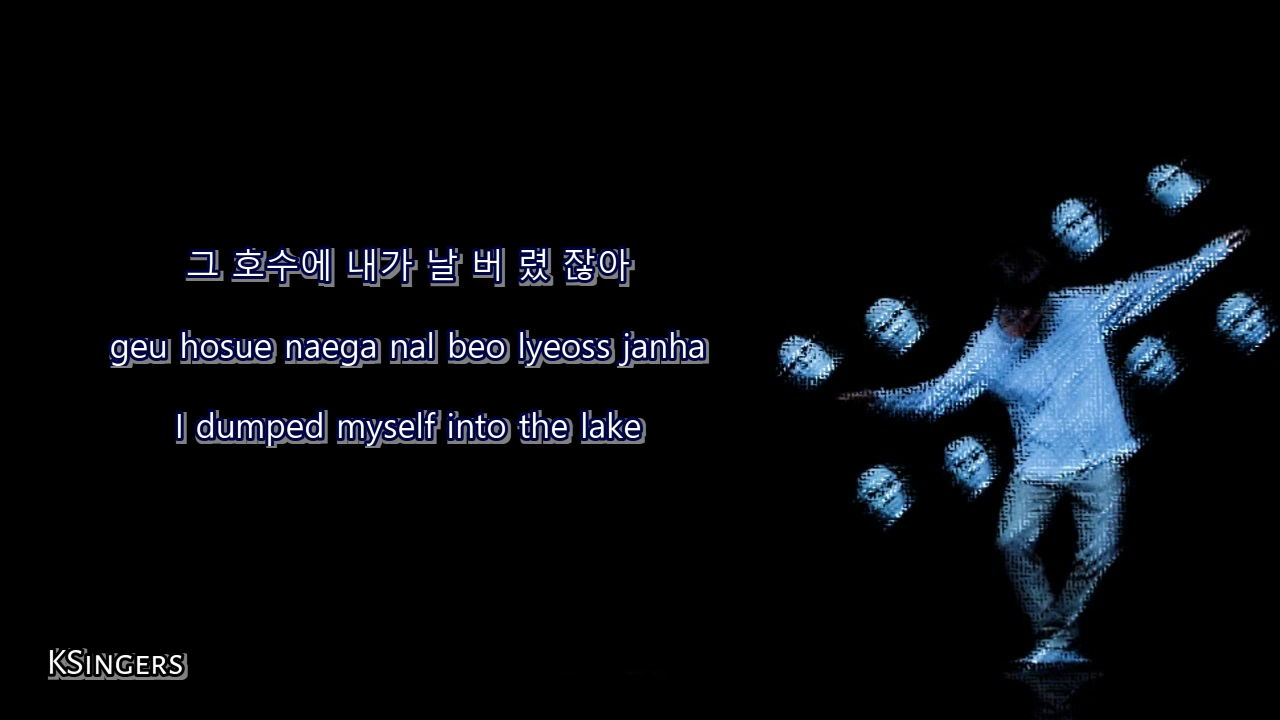 그 호수에 내가 날 버 렸 잖아
geu hosue naega nal beo lyeoss janha
I dumped myself into the lake
KSingers